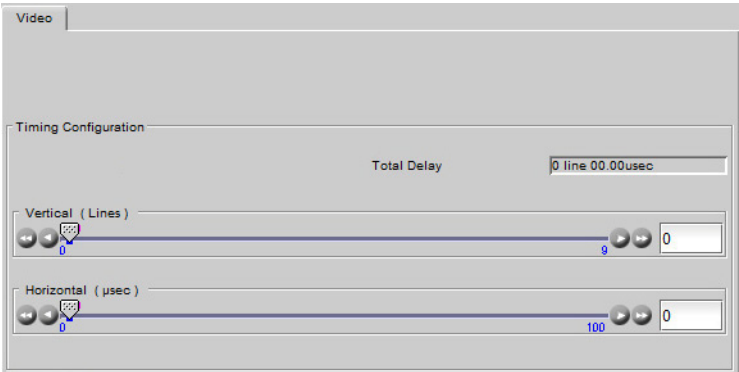 Video
Timing Configuration
Total Delay 0 line 00.00usec
Vertical ( Lines )
0 9 0
Horizontal ( µsec )
0 100 0